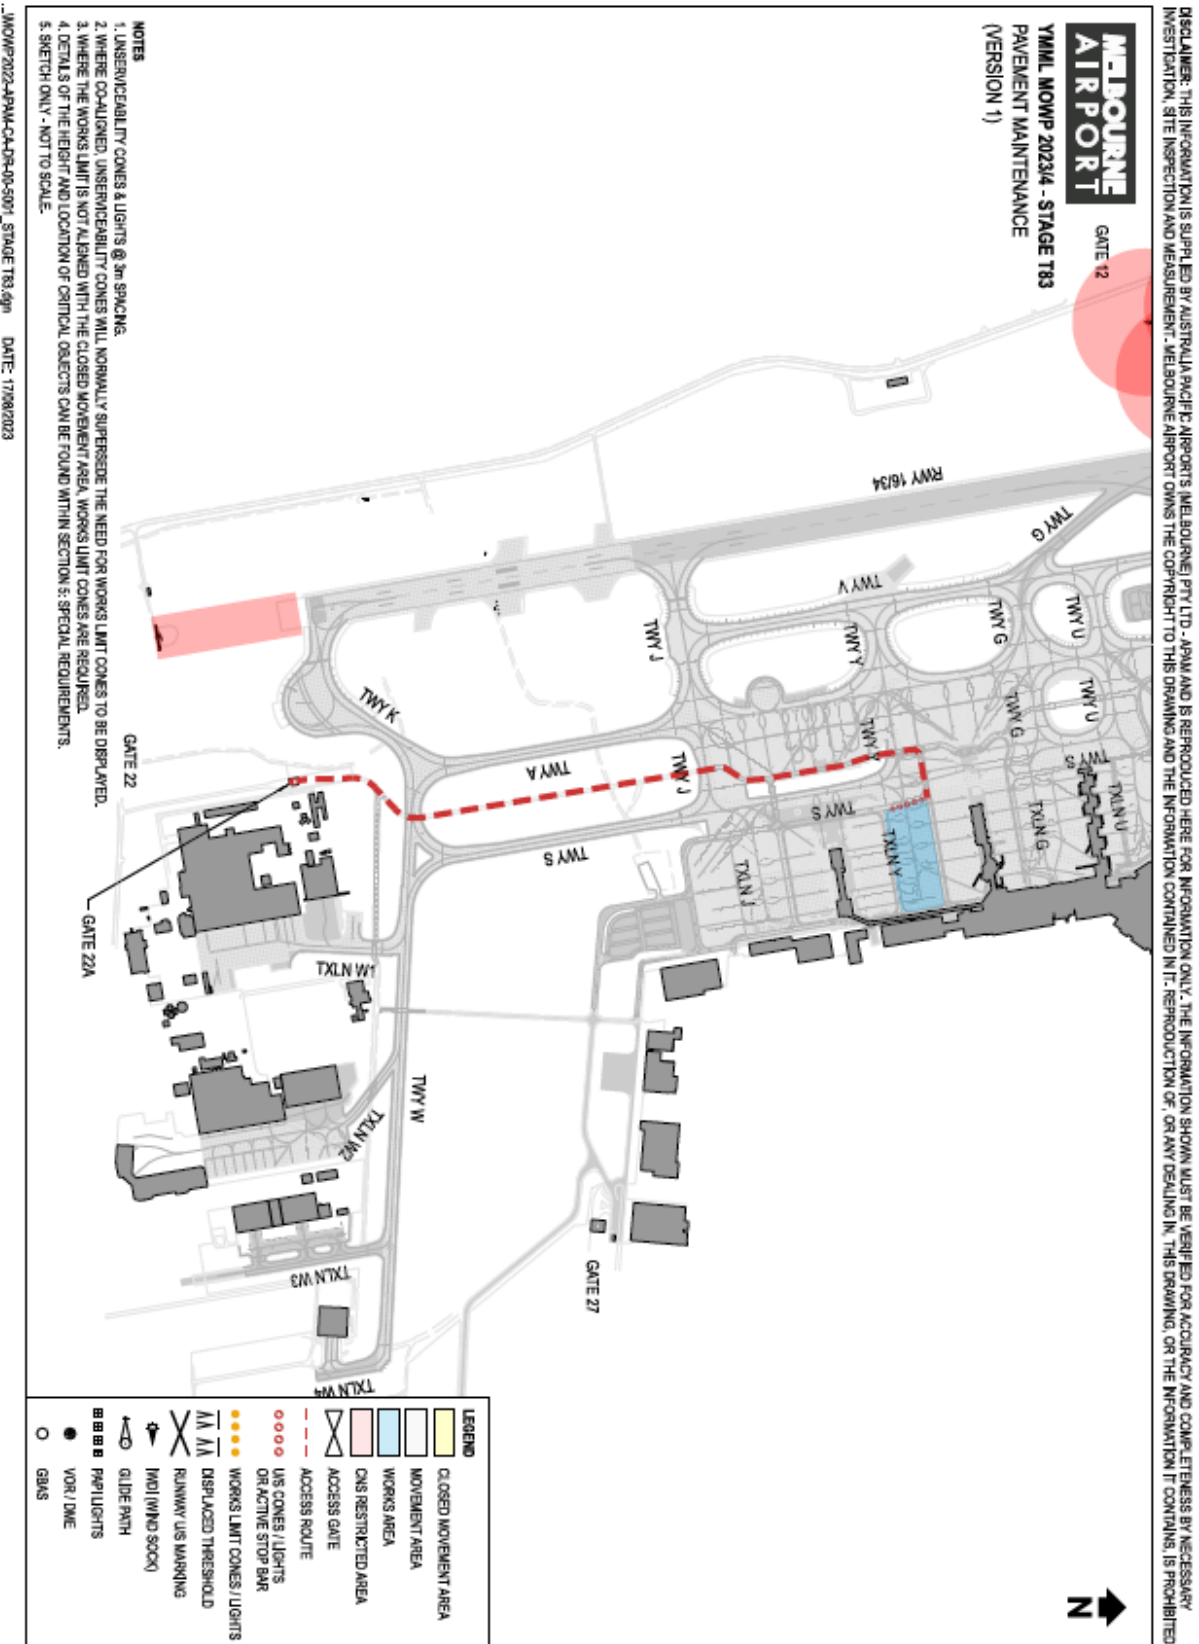 DISCLAIMER: THIS INFORMATION IS SUPPLIED BY AUSTRALIA PACIFIC AIRPORTS (MELBOURNE) PTY LTD - APAM AND IS REPRODUCED HERE FOR INFORMATION ONLY. THE INFORMATION SHOWN MUST BE VERIFIED FOR ACCURACY AND COMPLETENESS BY NECESSARY
INVESTIGATION, SITE INSPECTION AND MEASUREMENT. MELBOURNE AIRPORT OWNS THE COPYRIGHT TO THIS DRAWING AND THE INFORMATION CONTAINED IN IT. REPRODUCTION OF, OR ANY DEALING IN, THIS DRAWING, OR THE INFORMATION IT CONTAINS, IS PROHIBITED
MELBOURNE
AIRPORT
YMML MOWP 2023/4 - STAGE T83
PAVEMENT MAINTENANCE
(VERSION 1)
GATE 12
RWY 16/34
TWY G
TWY V
TWY U
TWY G
TWY Y
TWY J
TWY U
TWY G
TWY K
TWY Y
TWY S
TWY A
TWY J
TWY S
TXLN U
TXLN G
TXLN Y
TWY S
TXLN J
GATE 22
GATE 22A
TXLN W1
TWY W
TXLN W2
TXLN W3
TXLN W4
GATE 27
N
NOTES
1. UNSERVICEABILITY CONES & LIGHTS @ 3m SPACING.
2. WHERE CO-ALIGNED, UNSERVICEABILITY CONES WILL NORMALLY SUPERSEDE THE NEED FOR WORKS LIMIT CONES TO BE DISPLAYED.
3. WHERE THE WORKS LIMIT IS NOT ALIGNED WITH THE CLOSED MOVEMENT AREA, WORKS LIMIT CONES ARE REQUIRED.
4. DETAILS OF THE HEIGHT AND LOCATION OF CRITICAL OBJECTS CAN BE FOUND WITHIN SECTION 5: SPECIAL REQUIREMENTS.
5. SKETCH ONLY - NOT TO SCALE.
LEGEND
CLOSED MOVEMENT AREA
MOVEMENT AREA
WORKS AREA
CNS RESTRICTED AREA
ACCESS GATE
ACCESS ROUTE
U/S CONES / LIGHTS
OR ACTIVE STOP BAR
WORKS LIMIT CONES / LIGHTS
DISPLACED THRESHOLD
RUNWAY U/S MARKING
IWDI (WIND SOCK)
GLIDE PATH
PAPI LIGHTS
VOR / DME
GBAS
...\MOWP2022-APAM-CA-DR-00-5001_STAGE T83.dgn DATE: 17/08/2023